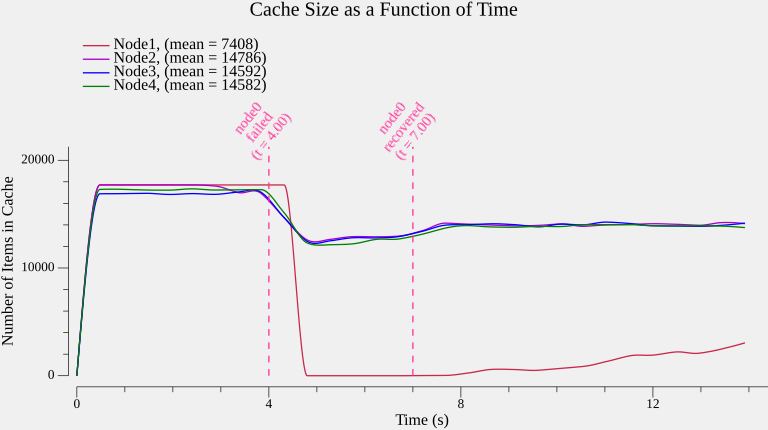 Cache Size as a Function of Time
Node1, (mean = 7408)
Node2, (mean = 14786)
Node3, (mean = 14592)
Node4, (mean = 14582)
node0
failed
(t = 4.00)
node0
recovered
(t = 7.00)
Number of Items in Cache
20000
10000
0
0
4
8
12
Time (s)